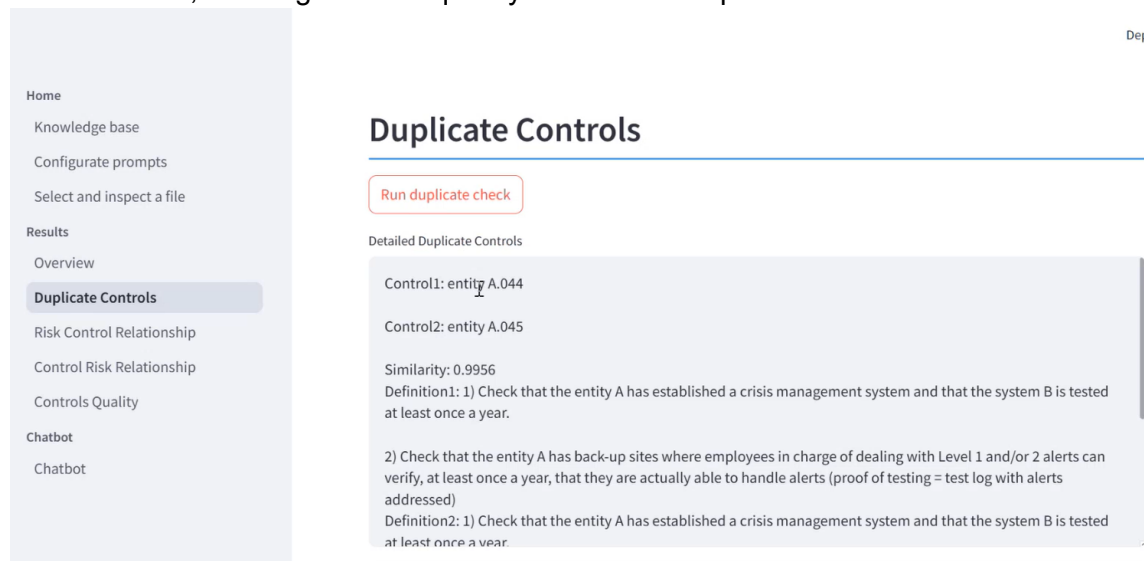 Dep
Home
Knowledge base
Configurate prompts
Select and inspect a file
Results
Overview
Duplicate Controls
Risk Control Relationship
Control Risk Relationship
Controls Quality
Chatbot
Chatbot
Duplicate Controls
Run duplicate check
Detailed Duplicate Controls
Control1: entity A.044
Control2: entity A.045
Similarity: 0.9956
Definition1: 1) Check that the entity A has established a crisis management system and that the system B is tested
at least once a year.
2) Check that the entity A has back-up sites where employees in charge of dealing with Level 1 and/or 2 alerts can
verify, at least once a year, that they are actually able to handle alerts (proof of testing = test log with alerts
addressed)
Definition2: 1) Check that the entity A has established a crisis management system and that the system B is tested
at least once a year.